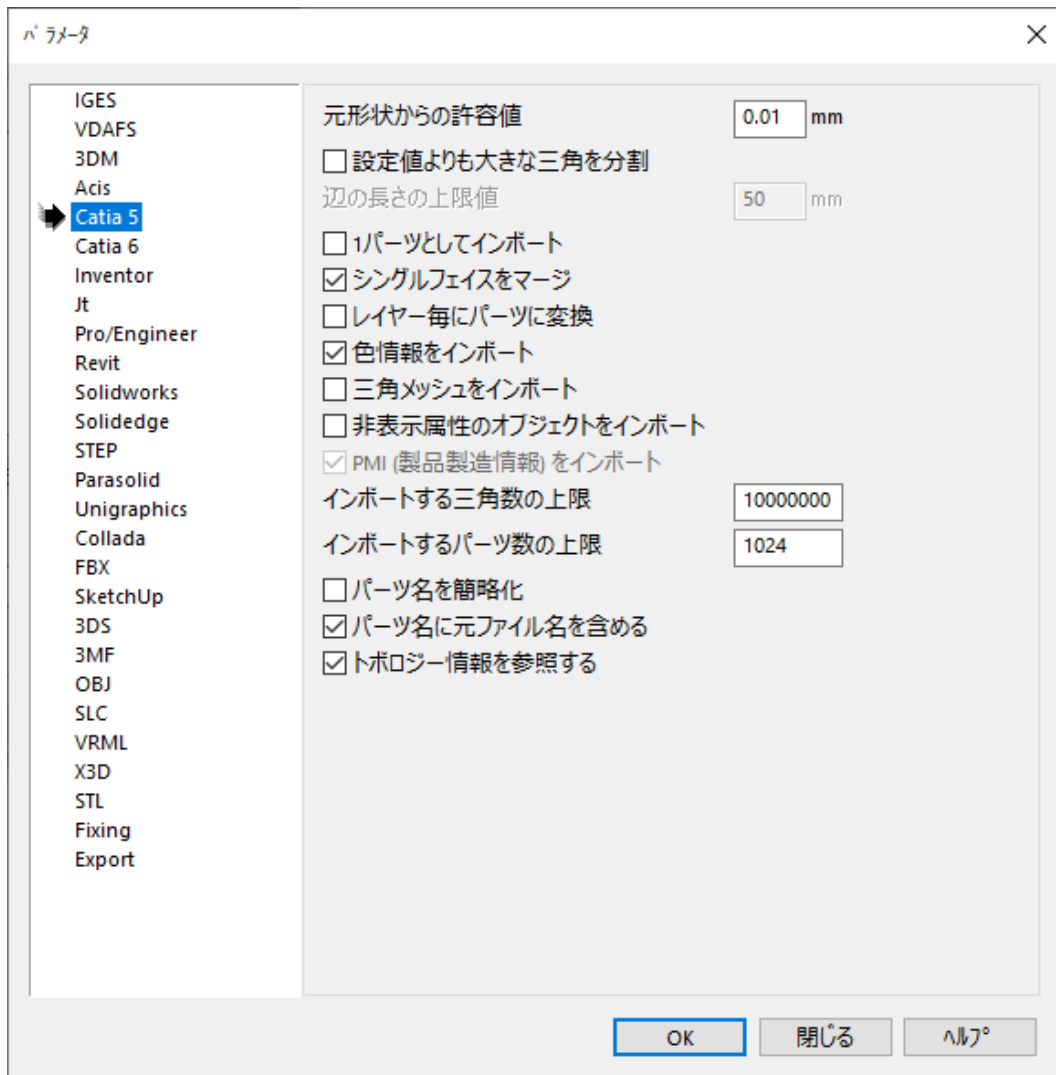 ﾊﾟﾗﾒｰﾀ
IGES
VDAFS
3DM
Acis
Catia 5
Catia 6
Inventor
Jt
Pro/Engineer
Revit
Solidworks
Solidedge
STEP
Parasolid
Unigraphics
Collada
FBX
SketchUp
3DS
3MF
OBJ
SLC
VRML
X3D
STL
Fixing
Export
元形状からの許容値 0.01 mm
設定値よりも大きな三角を分割
辺の長さの上限値 50 mm
1パーツとしてインポート
シングルフェイスをマージ
レイヤー毎にパーツに変換
色情報をインポート
三角メッシュをインポート
非表示属性のオブジェクトをインポート
PMI (製品製造情報) をインポート
インポートする三角数の上限 10000000
インポートするパーツ数の上限 1024
パーツ名を簡略化
パーツ名に元ファイル名を含める
トポロジー情報を参照する
OK 閉じる ﾍﾙﾌﾟ